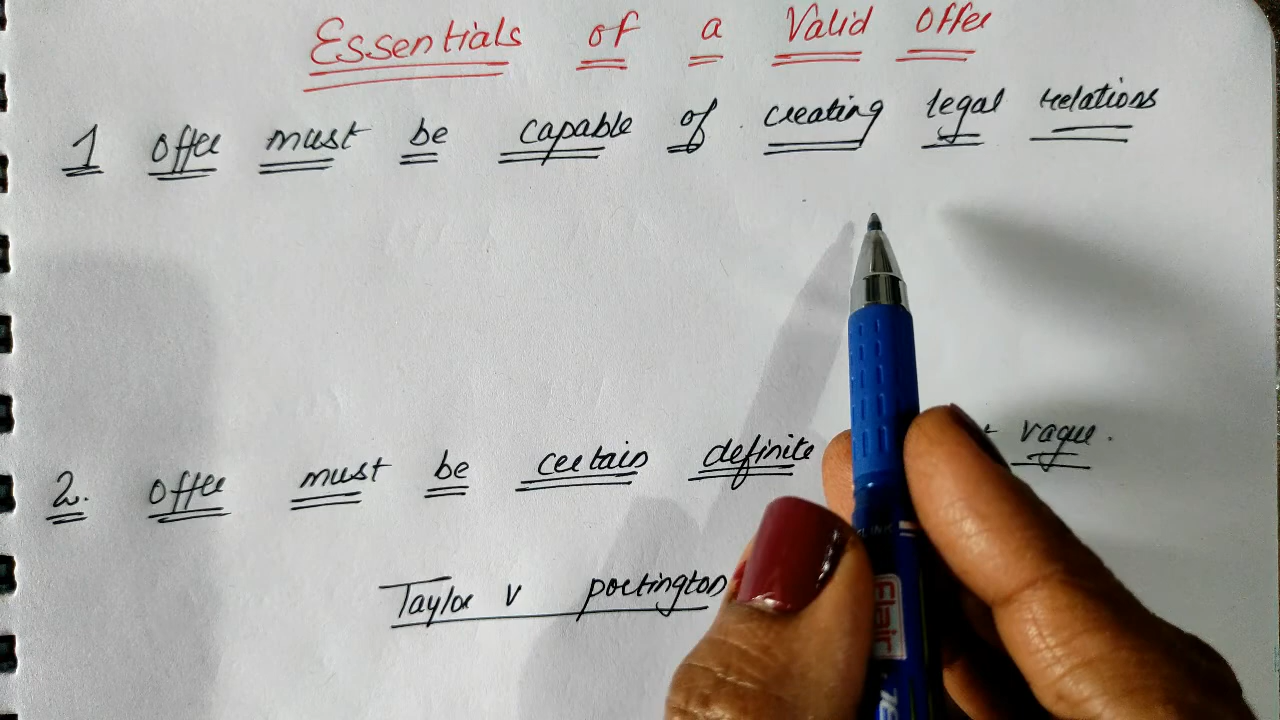 Essentials of a Valid Offer
1 Offer must be capable of creating legal relations
2. Offer must be certain definite vague.
Taylor v portington
Flair